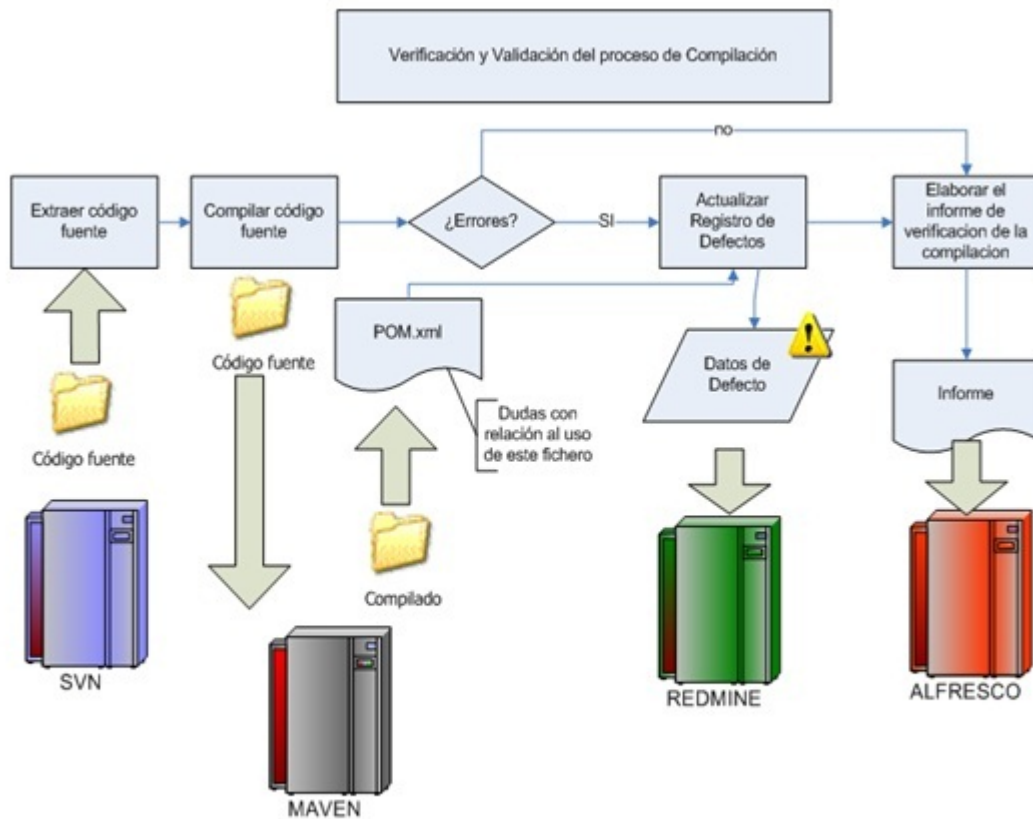 Verificación y Validación del proceso de Compilación
no
Extraer código
fuente
Compilar código
fuente
¿Errores?
SI
Actualizar
Registro de
Defectos
Elaborar el
informe de
verificacion de la
compilacion
Código fuente
Código fuente
POM.xml
Dudas con
relación al uso
de este fichero
Datos de
Defecto
Informe
Compilado
SVN
MAVEN
REDMINE
ALFRESCO